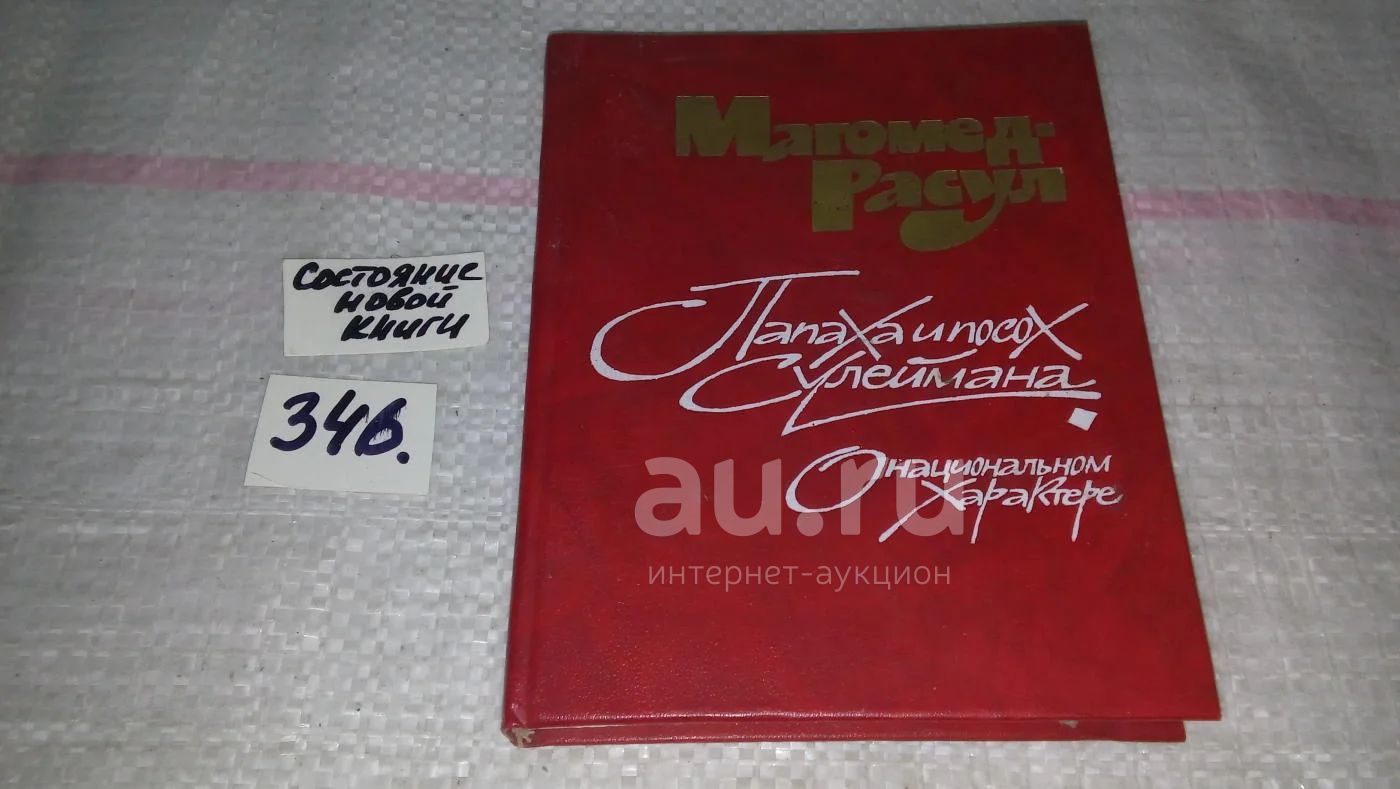 Магомед-
Расул
Папаха и посох
Сулеймана
О национальном
характере
Состояние
новой
книги
346.
au.ru
интернет-аукцион